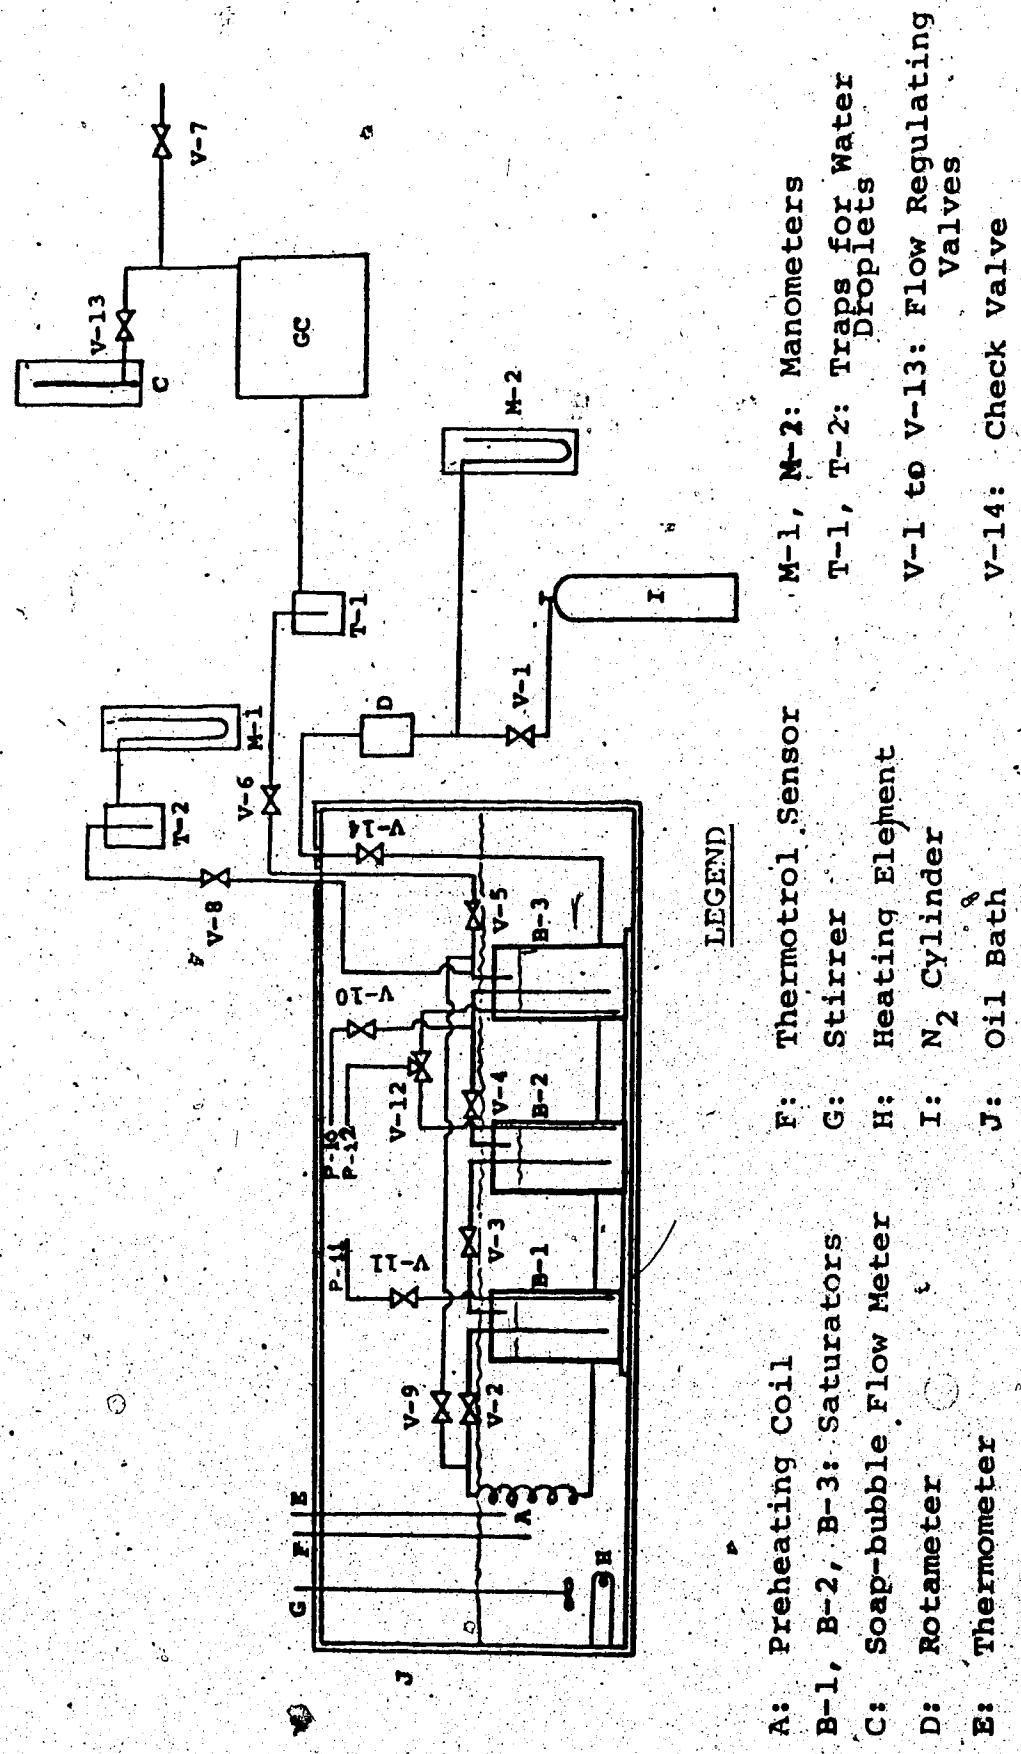 C
V-13
V-7
GC
M-2
M-1
T-2
T-1
V-6
V-8
D
V-1
I
V-14
V-5
B-3
V-10
P-10
P-12
V-12
V-4
B-2
P-11
V-11
V-3
B-1
V-9
V-2
E
F
G
A
H
J
LEGEND
A: Preheating Coil
B-1, B-2, B-3: Saturators
C: Soap-bubble Flow Meter
D: Rotameter
E: Thermometer
F: Thermotrol Sensor
G: Stirrer
H: Heating Element
I: N2 Cylinder
J: Oil Bath
M-1, M-2: Manometers
T-1, T-2: Traps for Water
Droplets
V-1 to V-13: Flow Regulating
Valves
V-14: Check Valve